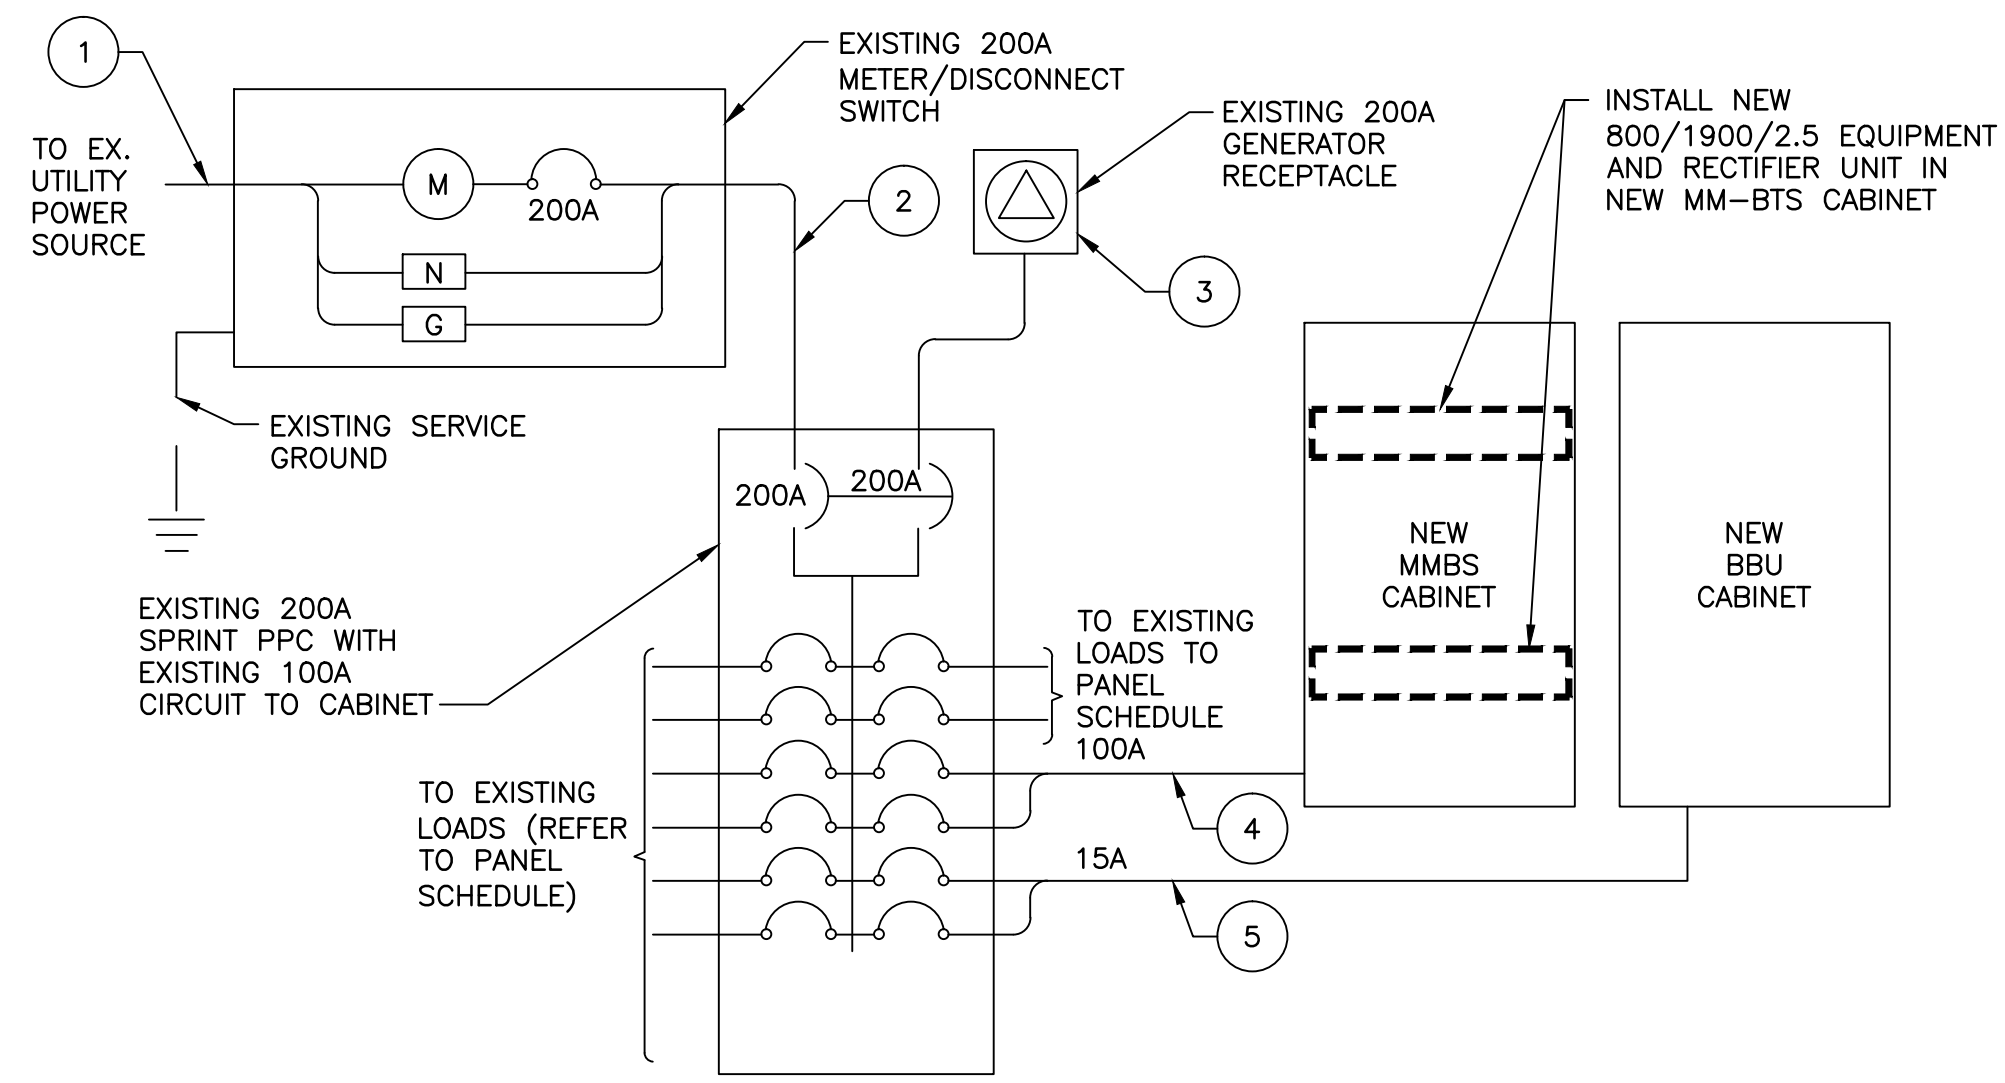 1
EXISTING 200A
METER/DISCONNECT
SWITCH
EXISTING 200A
GENERATOR
RECEPTACLE
INSTALL NEW
800/1900/2.5 EQUIPMENT
AND RECTIFIER UNIT IN
NEW MM-BTS CABINET
TO EX.
UTILITY
POWER
SOURCE
M
200A
N
G
2
3
EXISTING SERVICE
GROUND
200A
200A
NEW
MMBS
CABINET
NEW
BBU
CABINET
EXISTING 200A
SPRINT PPC WITH
EXISTING 100A
CIRCUIT TO CABINET
TO EXISTING
LOADS TO
PANEL
SCHEDULE
100A
TO EXISTING
LOADS (REFER
TO PANEL
SCHEDULE)
4
15A
5